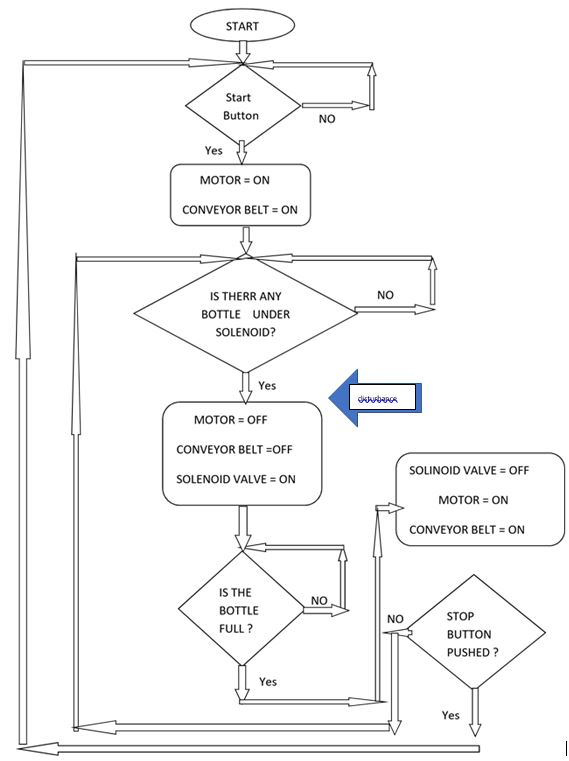 START
Start
Button
NO
Yes
MOTOR = ON
CONVEYOR BELT = ON
IS THERR ANY
BOTTLE UNDER
SOLENOID?
NO
Yes
disturbance
MOTOR = OFF
CONVEYOR BELT =OFF
SOLENOID VALVE = ON
SOLINOID VALVE = OFF
MOTOR = ON
CONVEYOR BELT = ON
IS THE
BOTTLE
FULL ?
NO
Yes
STOP
BUTTON
PUSHED ?
NO
Yes